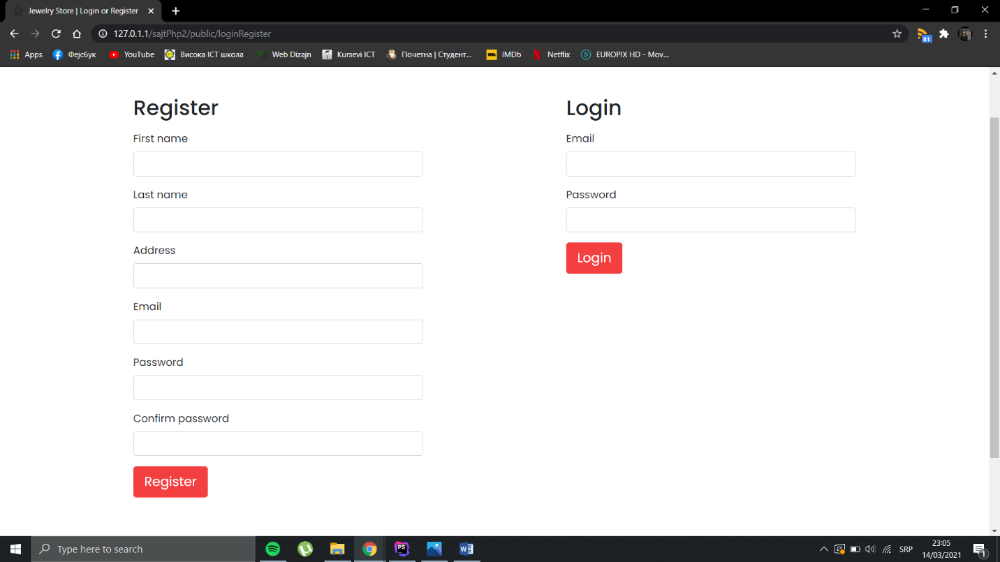 Jewelry Store | Login or Register
127.0.1.1/sajtPhp2/public/loginRegister
81
Apps
Фејсбук
YouTube
Висока ICT школа
Web Dizajn
Kursevi ICT
Почетна | Студент...
IMDb
Netflix
EUROPIX HD - Mov...
Register
First name
Last name
Address
Email
Password
Confirm password
Register
Login
Email
Password
Login
Type here to search
PS
W
SRP
23:05
14/03/2021
1